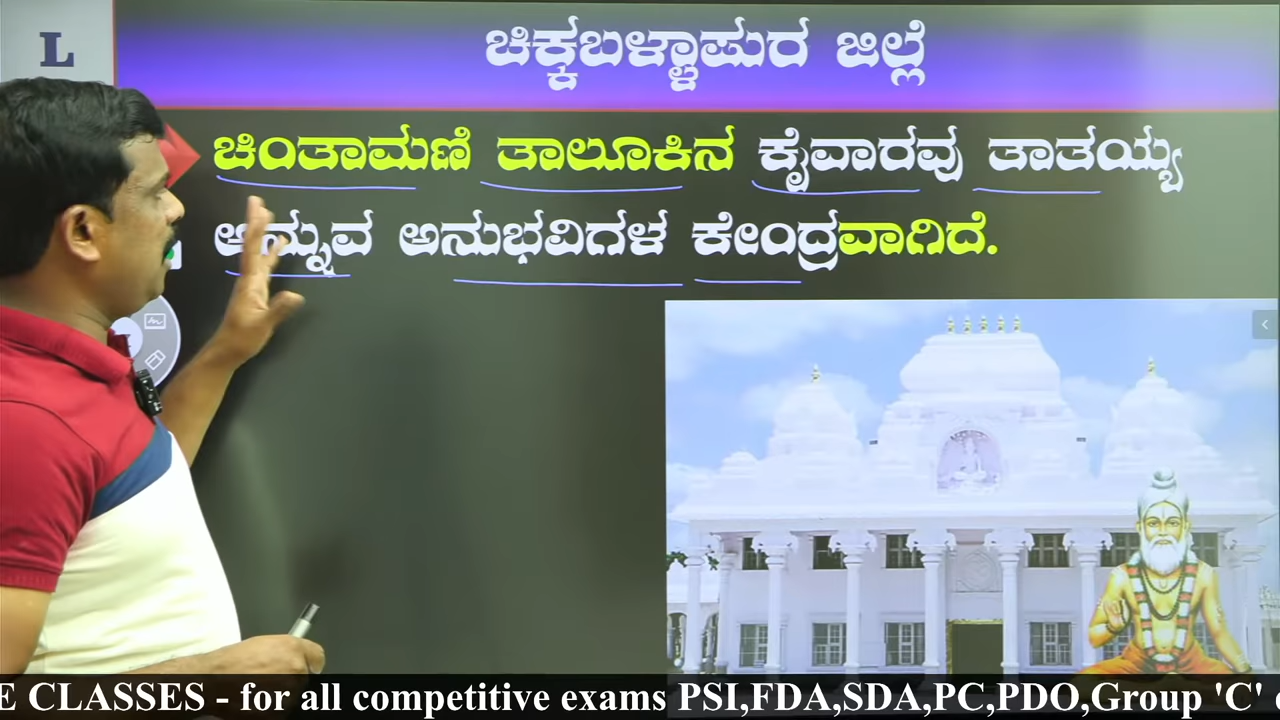 L
ಚಿಕ್ಕಬಳ್ಳಾಪುರ ಜಿಲ್ಲೆ
ಚಿಂತಾಮಣಿ ತಾಲೂಕಿನ ಕೈವಾರವು ತಾತಯ್ಯ
ಅನ್ನುವ ಅನುಭವಿಗಳ ಕೇಂದ್ರವಾಗಿದೆ.
E CLASSES - for all competitive exams PSI,FDA,SDA,PC,PDO,Group 'C'